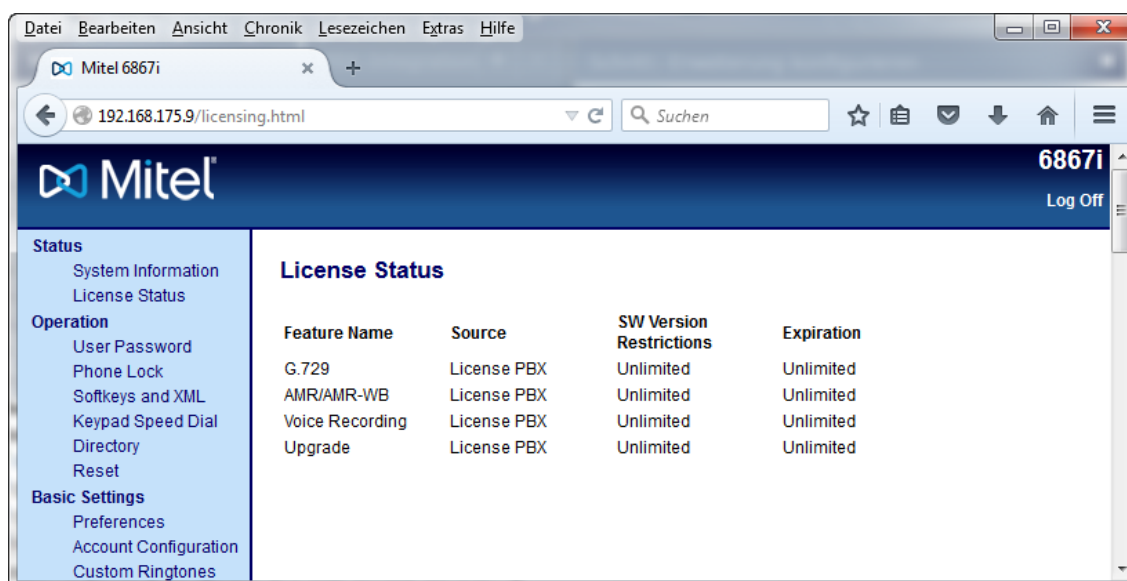 Datei Bearbeiten Ansicht Chronik Lesezeichen Extras Hilfe
Mitel 6867i
192.168.175.9/licensing.html
Suchen
Mitel
6867i
Log Off
Status
System Information
License Status
Operation
User Password
Phone Lock
Softkeys and XML
Keypad Speed Dial
Directory
Reset
Basic Settings
Preferences
Account Configuration
Custom Ringtones
License Status
Feature Name Source SW Version Restrictions Expiration
G.729 License PBX Unlimited Unlimited
AMR/AMR-WB License PBX Unlimited Unlimited
Voice Recording License PBX Unlimited Unlimited
Upgrade License PBX Unlimited Unlimited